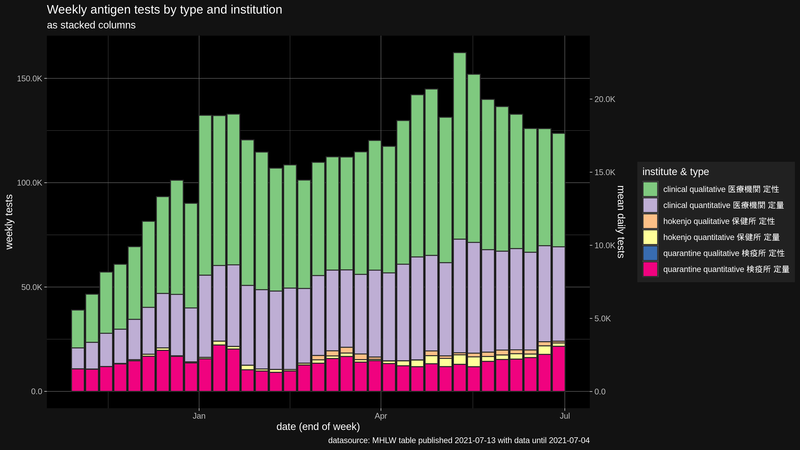 Weekly antigen tests by type and institution
as stacked columns
150.0K
100.0K
50.0K
0.0
weekly tests
20.0K
15.0K
10.0K
5.0K
0.0
mean daily tests
Jan
Apr
Jul
date (end of week)
datasource: MHLW table published 2021-07-13 with data until 2021-07-04
institute & type
clinical qualitative 医療機関 定性
clinical quantitative 医療機関 定量
hokenjo qualitative 保健所 定性
hokenjo quantitative 保健所 定量
quarantine qualitative 検疫所 定性
quarantine quantitative 検疫所 定量